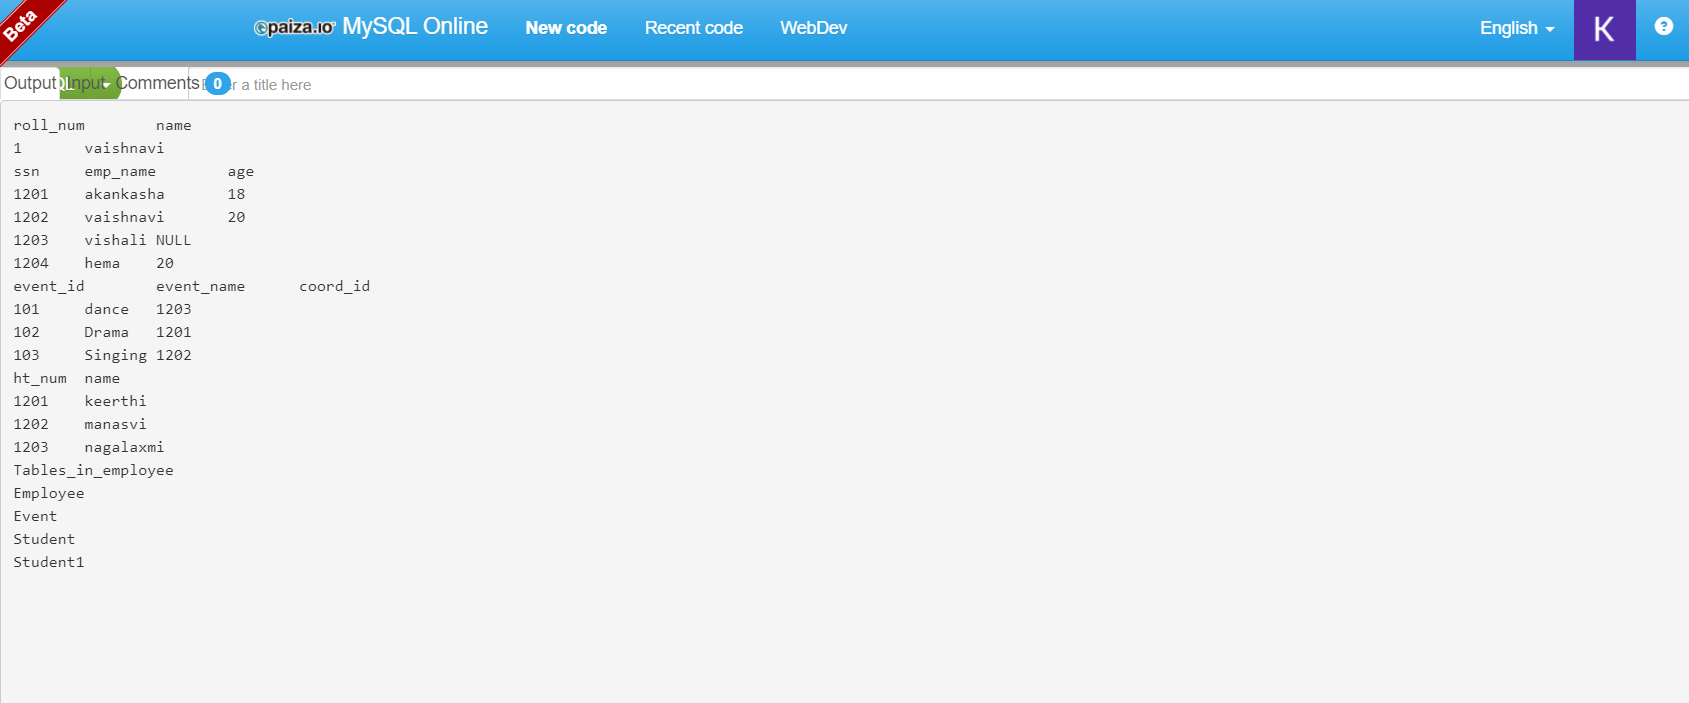 Beta
paiza.io MySQL Online New code Recent code WebDev English K ?
Output Input Comments 0 a title here
roll_num name
1 vaishnavi
ssn emp_name age
1201 akankasha 18
1202 vaishnavi 20
1203 vishali NULL
1204 hema 20
event_id event_name coord_id
101 dance 1203
102 Drama 1201
103 Singing 1202
ht_num name
1201 keerthi
1202 manasvi
1203 nagalaxmi
Tables_in_employee
Employee
Event
Student
Student1